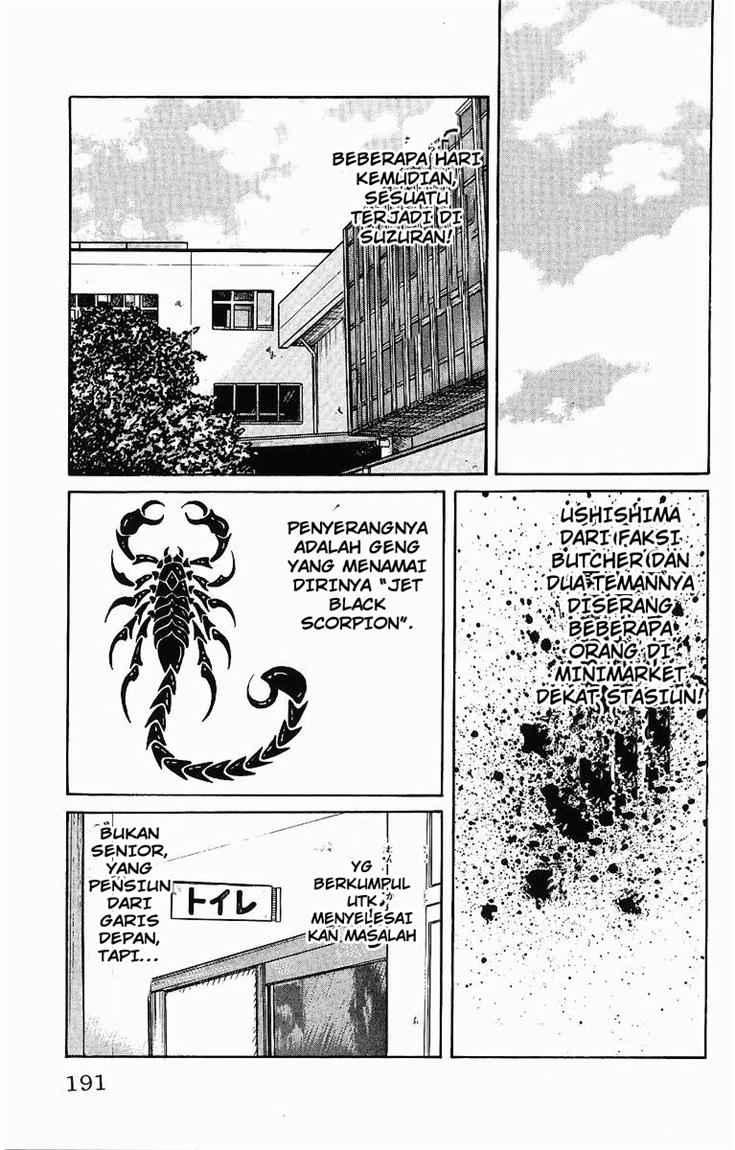 BEBERAPA HARI
KEMUDIAN,
SESUATU
TERJADI DI
SUZURAN!
USHISHIMA
DARI FAKSI
BUTCHER DAN
DUA TEMANNYA
DISERANG
BEBERAPA
ORANG DI
MINIMARKET
DEKAT STASIUN!
PENYERANGNYA
ADALAH GENG
YANG MENAMAI
DIRINYA "JET
BLACK
SCORPION".
YG
BERKUMPUL
UTK
MENYELESAI
KAN MASALAH
トイレ
BUKAN
SENIOR,
YANG
PENSIUN
DARI
GARIS
DEPAN,
TAPI...
191